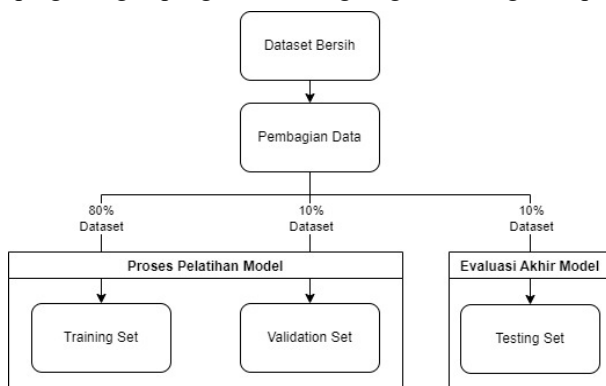 Dataset Bersih
Pembagian Data
80%
Dataset
10%
Dataset
10%
Dataset
Proses Pelatihan Model
Evaluasi Akhir Model
Training Set
Validation Set
Testing Set